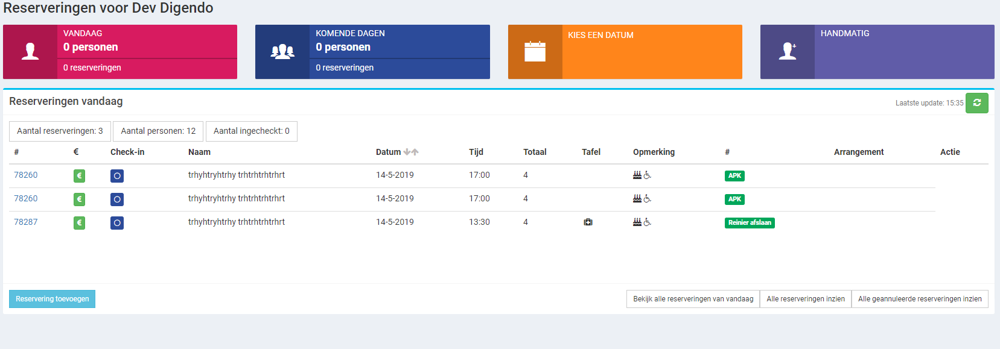 Reserveringen voor Dev Digendo
VANDAAG
0 personen
0 reserveringen
KOMENDE DAGEN
0 personen
0 reserveringen
KIES EEN DATUM
HANDMATIG
Reserveringen vandaag
Laatste update: 15:35
Aantal reserveringen: 3 Aantal personen: 12 Aantal ingecheckt: 0
# € Check-in Naam Datum Tijd Totaal Tafel Opmerking # Arrangement Actie
78260 € trhyhtryhtrhy trhtrhtrhtrhrt 14-5-2019 17:00 4 APK
78260 € trhyhtryhtrhy trhtrhtrhtrhrt 14-5-2019 17:00 4 APK
78287 € trhyhtryhtrhy trhtrhtrhtrhrt 14-5-2019 13:30 4 Reinier afslaan
Reservering toevoegen
Bekijk alle reserveringen van vandaag Alle reserveringen inzien Alle geannuleerde reserveringen inzien